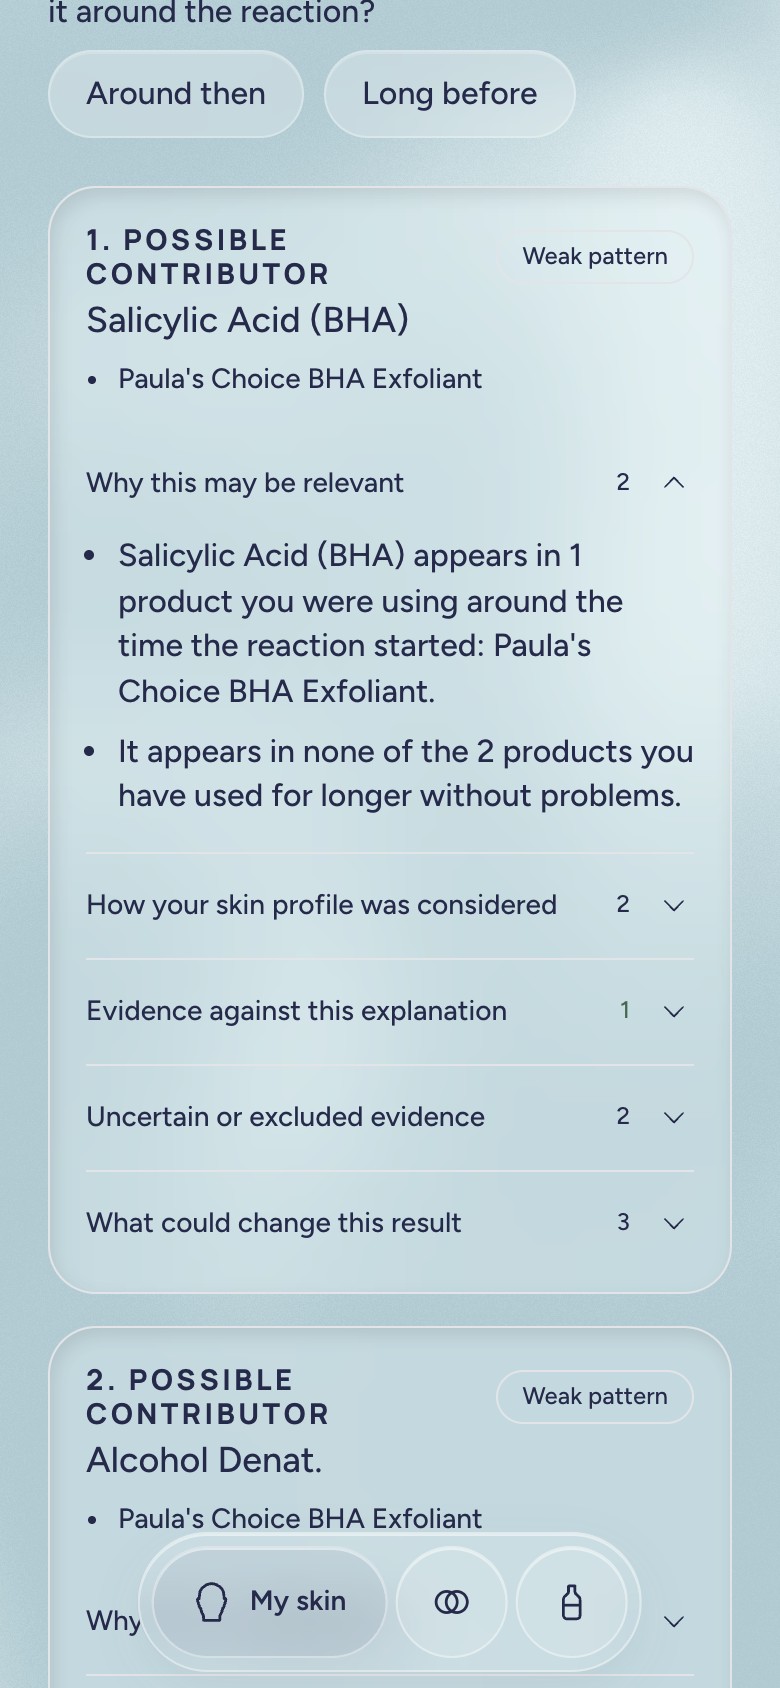 it around the reaction?
Around then
Long before
1. POSSIBLE
CONTRIBUTOR
Weak pattern
Salicylic Acid (BHA)
• Paula's Choice BHA Exfoliant
Why this may be relevant 2
• Salicylic Acid (BHA) appears in 1
product you were using around the
time the reaction started: Paula's
Choice BHA Exfoliant.
• It appears in none of the 2 products you
have used for longer without problems.
How your skin profile was considered 2
Evidence against this explanation 1
Uncertain or excluded evidence 2
What could change this result 3
2. POSSIBLE
CONTRIBUTOR
Weak pattern
Alcohol Denat.
• Paula's Choice BHA Exfoliant
Why
My skin